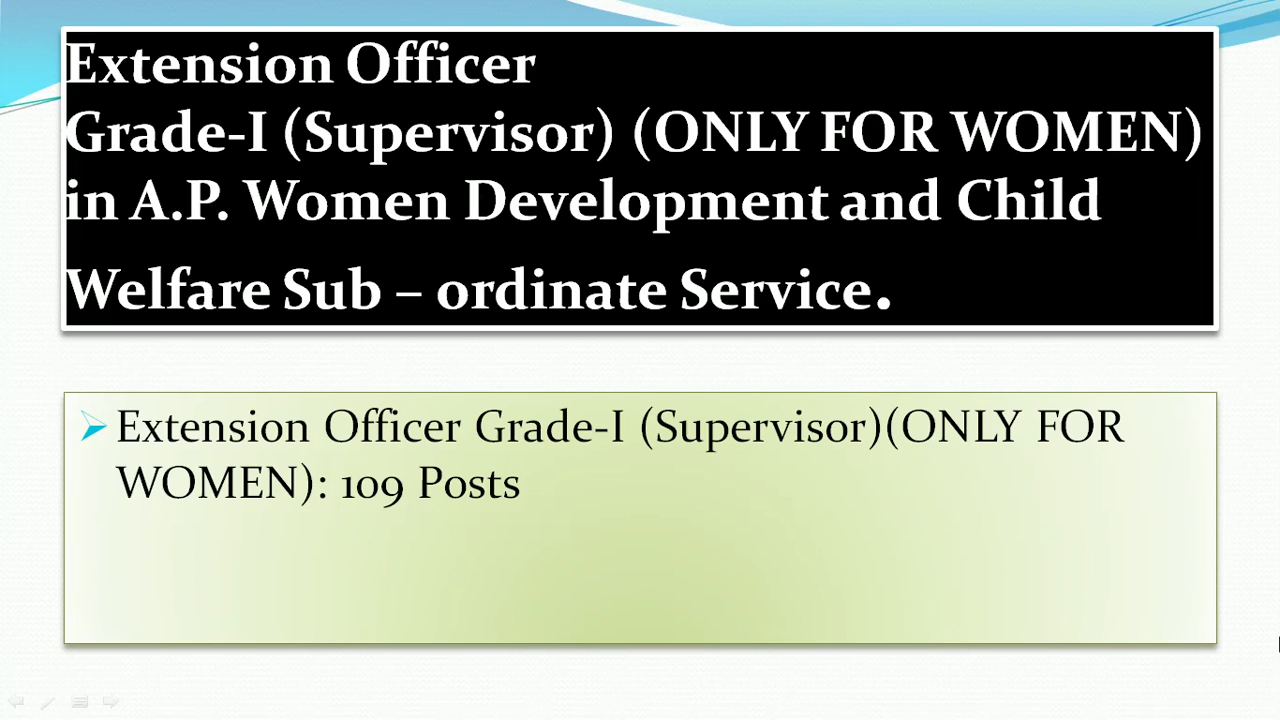 Extension Officer
Grade-I (Supervisor) (ONLY FOR WOMEN)
in A.P. Women Development and Child
Welfare Sub – ordinate Service.
Extension Officer Grade-I (Supervisor)(ONLY FOR
WOMEN): 109 Posts